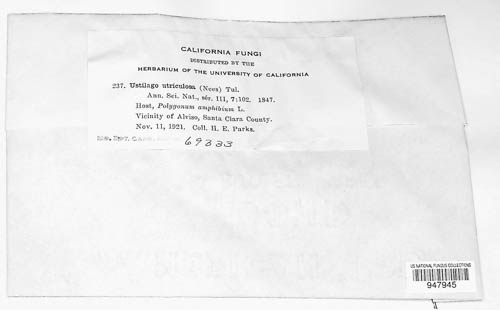 CALIFORNIA FUNGI
DISTRIBUTED BY THE
HERBARIUM OF THE UNIVERSITY OF CALIFORNIA
237. Ustilago utriculosa (Nees) Tul.
Ann. Sci. Nat., sér. III, 7:102. 1847.
Host, Polygonum amphibium L.
Vicinity of Alviso, Santa Clara County.
Nov. 11, 1921. Coll. H. E. Parks.
69333
US NATIONAL FUNGUS COLLECTIONS
947945